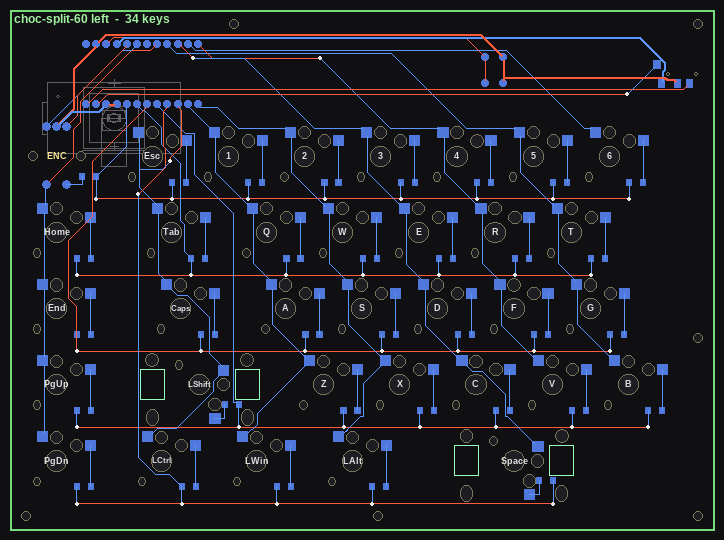 choc-split-60 left - 34 keys
ENC Esc 1 2 3 4 5 6
Home Tab Q W E R T
End Caps A S D F G
PgUp LShift Z X C V B
PgDn LCtrl LWin LAlt Space